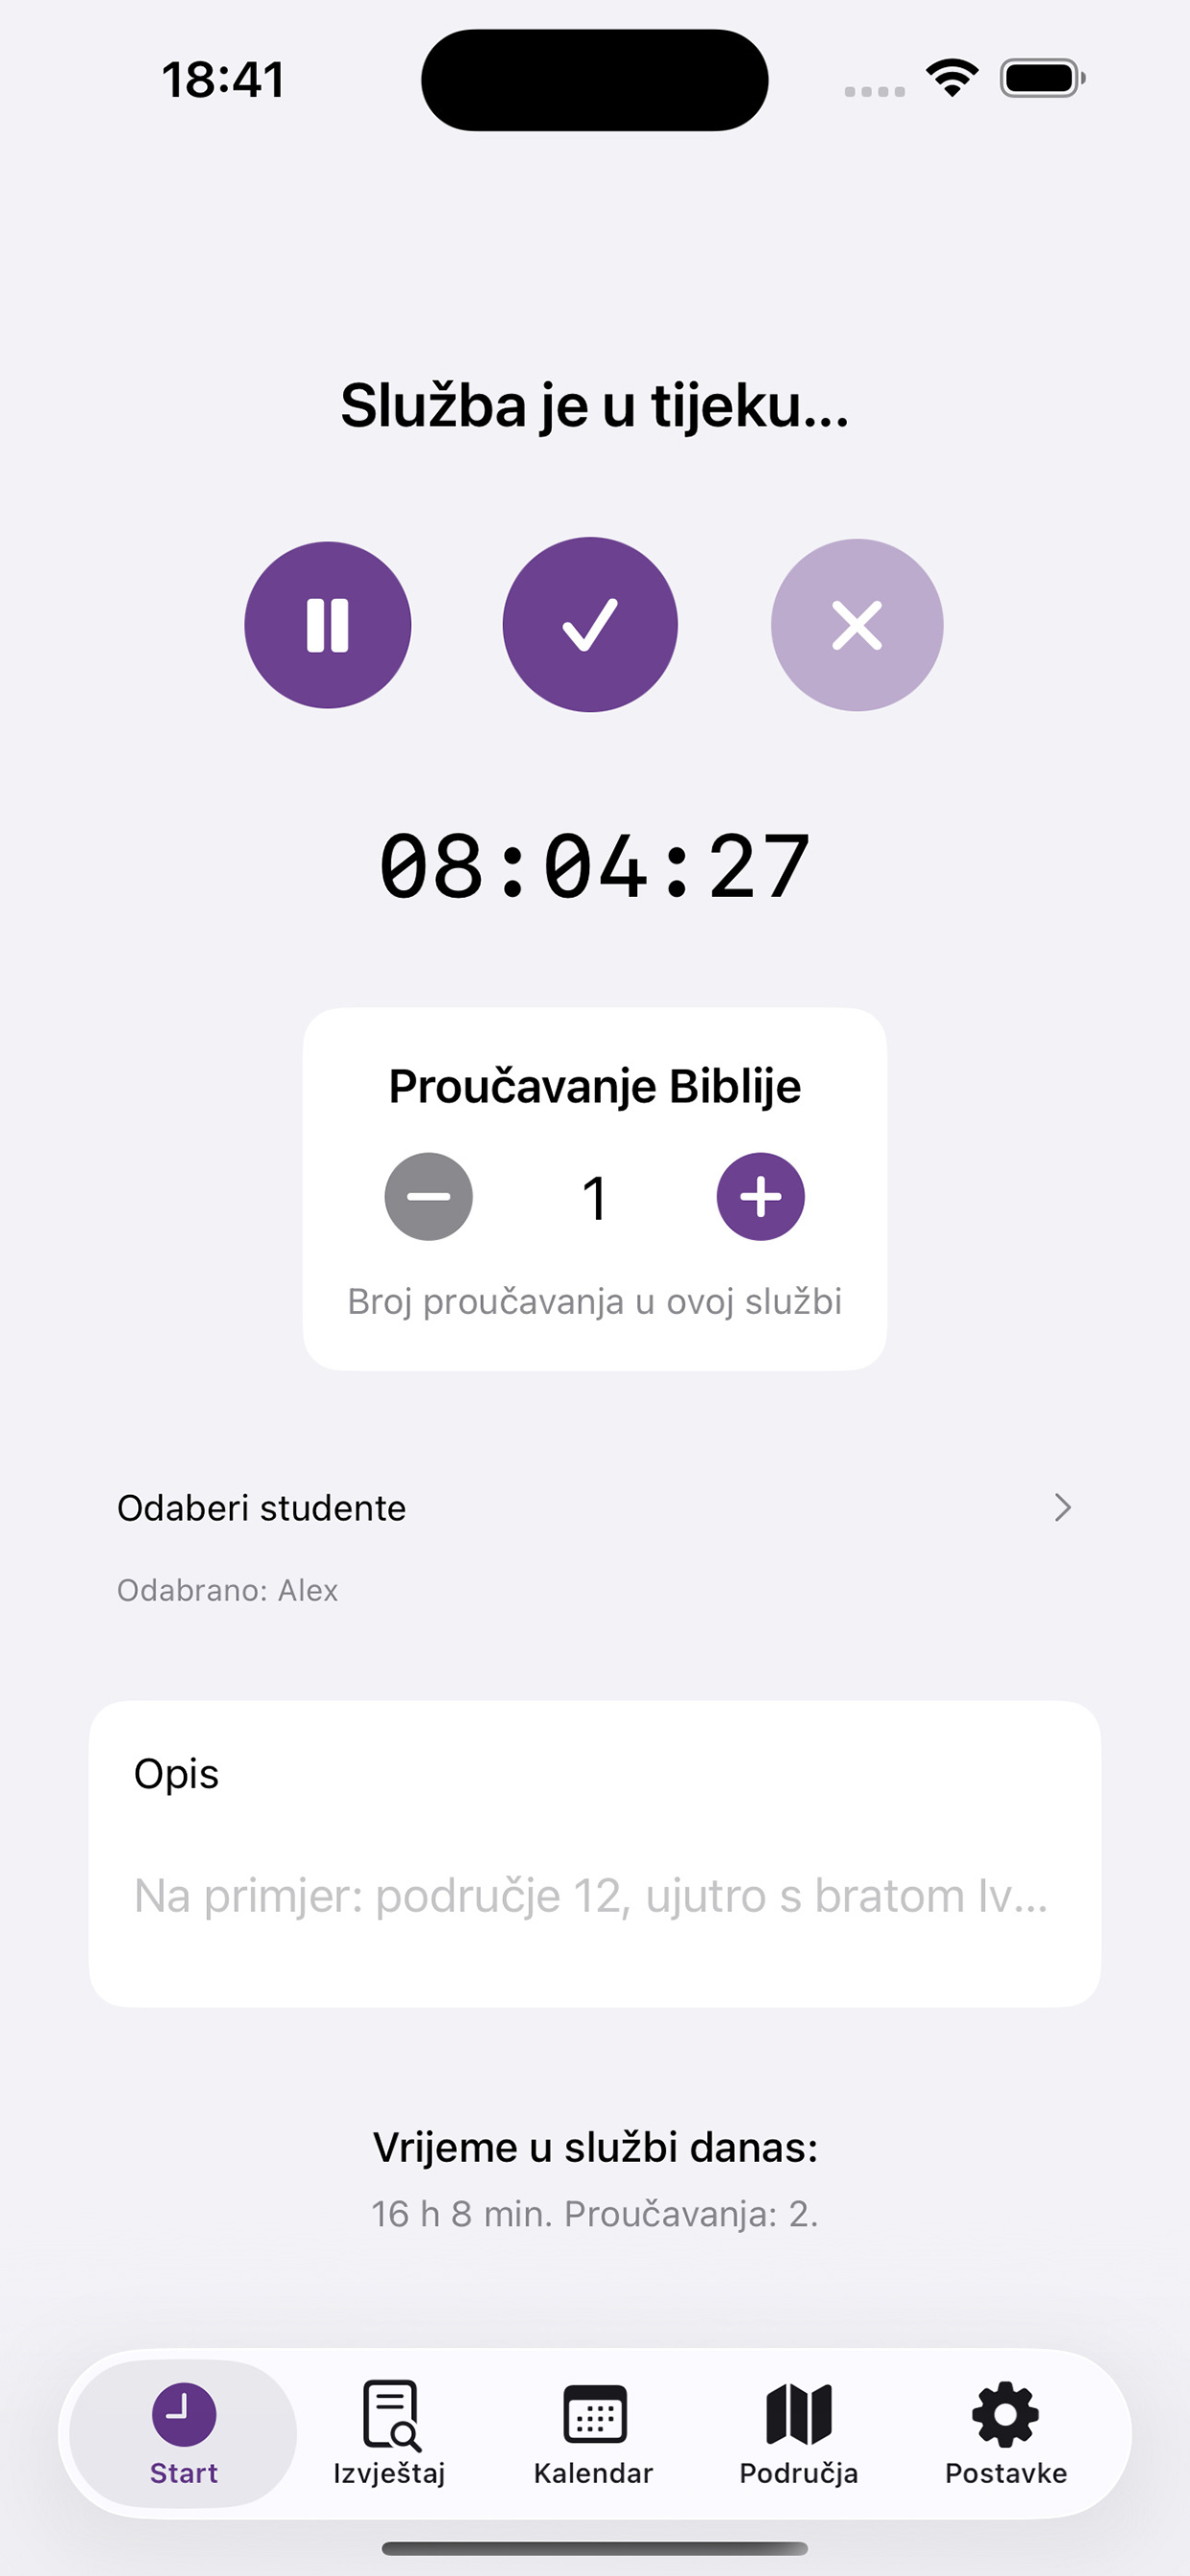 18:41
Služba je u tijeku...
08:04:27
Proučavanje Biblije
1
Broj proučavanja u ovoj službi
Odaberi studente
Odabrano: Alex
Opis
Na primjer: područje 12, ujutro s bratom Iv...
Vrijeme u službi danas:
16 h 8 min. Proučavanja: 2.
Start Izvještaj Kalendar Područja Postavke